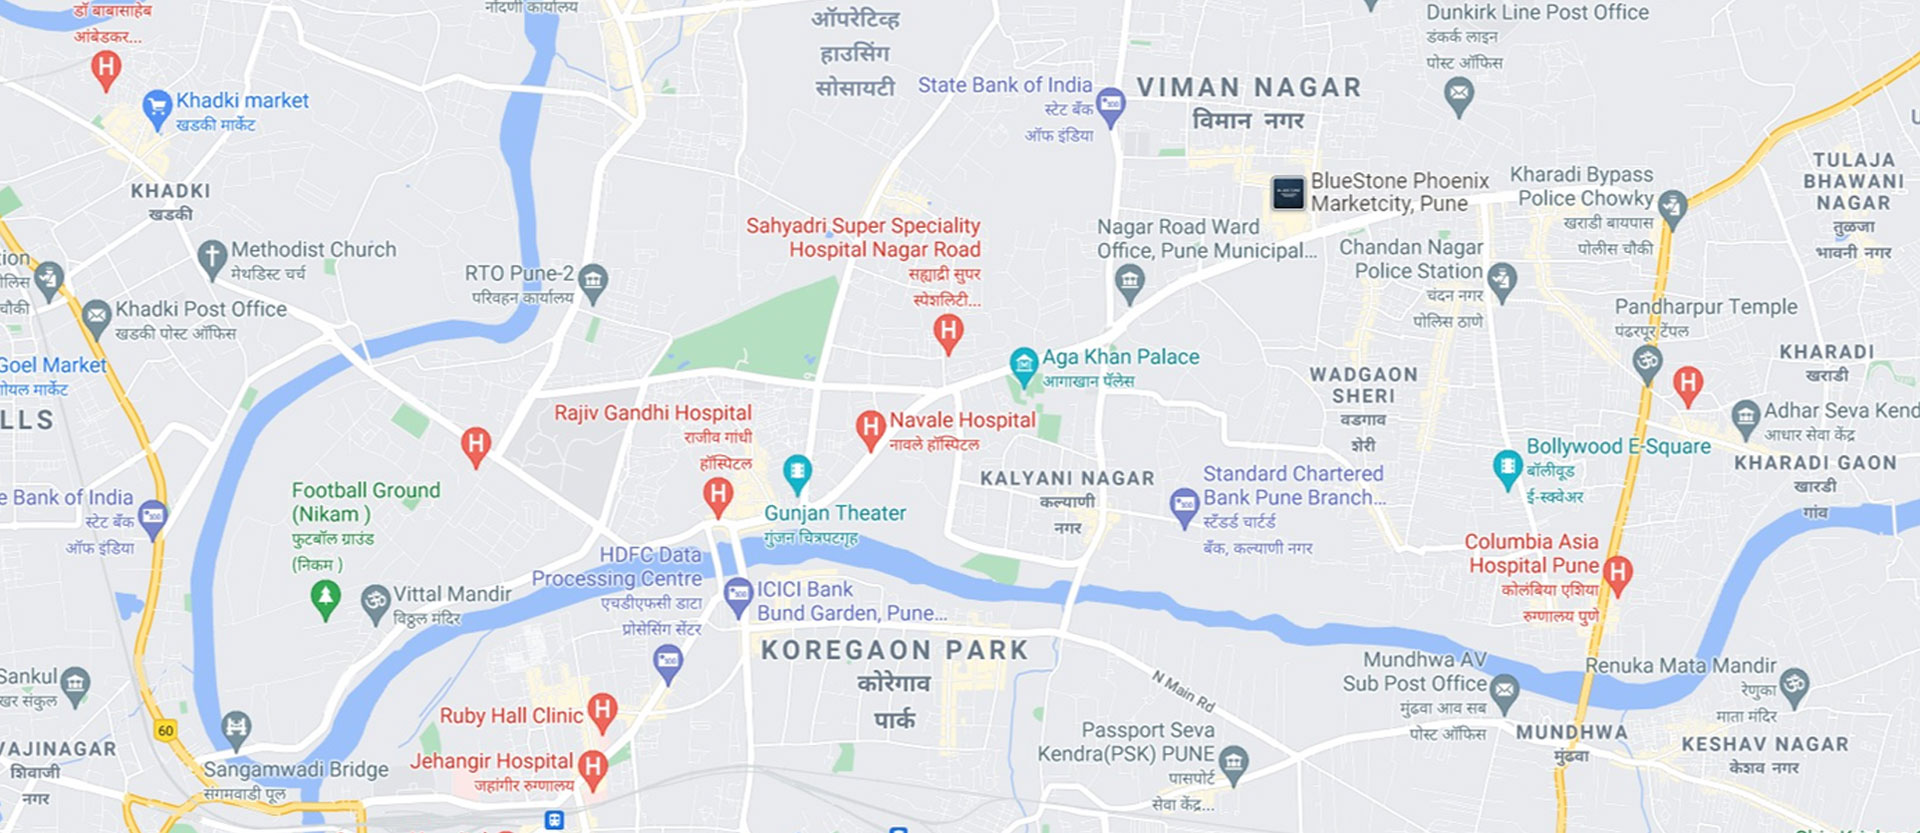 डॉ बाबासाहेब
आंबेडकर...
Khadki market
खडकी मार्केट
KHADKI
खडकी
Methodist Church
मेथडिस्ट चर्च
Khadki Post Office
खडकी पोस्ट ऑफिस
चौकी
Goel Market
गोयल मार्केट
LLS
e Bank of India
स्टेट बँक
ऑफ इंडिया
Football Ground
(Nikam )
फुटबॉल ग्राउंड
(निकम )
Vittal Mandir
विठ्ठल मंदिर
Sankul
खर संकुल
60
VAJINAGAR
शिवाजी
नगर
Sangamwadi Bridge
संगमवाडी पूल
नोंदणी कार्यालय
RTO Pune-2
परिवहन कार्यालय
ऑपरेटिव्ह
हाउसिंग
सोसायटी
State Bank of India
स्टेट बँक
ऑफ इंडिया
Sahyadri Super Speciality
Hospital Nagar Road
सह्याद्री सुपर
स्पेशलिटी...
Aga Khan Palace
आगाखान पॅलेस
Rajiv Gandhi Hospital
राजीव गांधी
हॉस्पिटल
Navale Hospital
नावले हॉस्पिटल
Gunjan Theater
गुंजन चित्रपटगृह
HDFC Data
Processing Centre
एचडीएफसी डाटा
प्रोसेसिंग सेंटर
ICICI Bank
Bund Garden, Pune...
KOREGAON PARK
कोरेगाव
पार्क
Ruby Hall Clinic
Jehangir Hospital
जहांगीर रुग्णालय
VIMAN NAGAR
विमान नगर
Dunkirk Line Post Office
डंकर्क लाइन
पोस्ट ऑफिस
BlueStone Phoenix
Marketcity, Pune
Nagar Road Ward
Office, Pune Municipal...
Kharadi Bypass
Police Chowky
खराडी बायपास
पोलीस चौकी
Chandan Nagar
Police Station
चंदन नगर
पोलिस ठाणे
TULAJA
BHAWANI
NAGAR
तुळजा
भावनी नगर
Pandharpur Temple
पंढरपूर टेंपल
KHARADI
खराडी
WADGAON
SHERI
वडगाव
शेरी
Adhar Seva Kend
आधार सेवा केंद्र
KHARADI GAON
खारडी
गांव
Bollywood E-Square
बॉलीवूड
ई-स्क्वेअर
KALYANI NAGAR
कल्याणी
नगर
Standard Chartered
Bank Pune Branch...
स्टँडर्ड चार्टर्ड
बँक, कल्याणी नगर
Columbia Asia
Hospital Pune
कोलंबिया एशिया
रुग्णालय पुणे
N Main Rd
Mundhwa AV
Sub Post Office
मुंढवा आव सब
पोस्ट ऑफिस
Renuka Mata Mandir
रेणुका
माता मंदिर
MUNDHWA
मुंढवा
KESHAV NAGAR
केशव नगर
Passport Seva
Kendra(PSK) PUNE
पासपोर्ट
सेवा केंद्र...